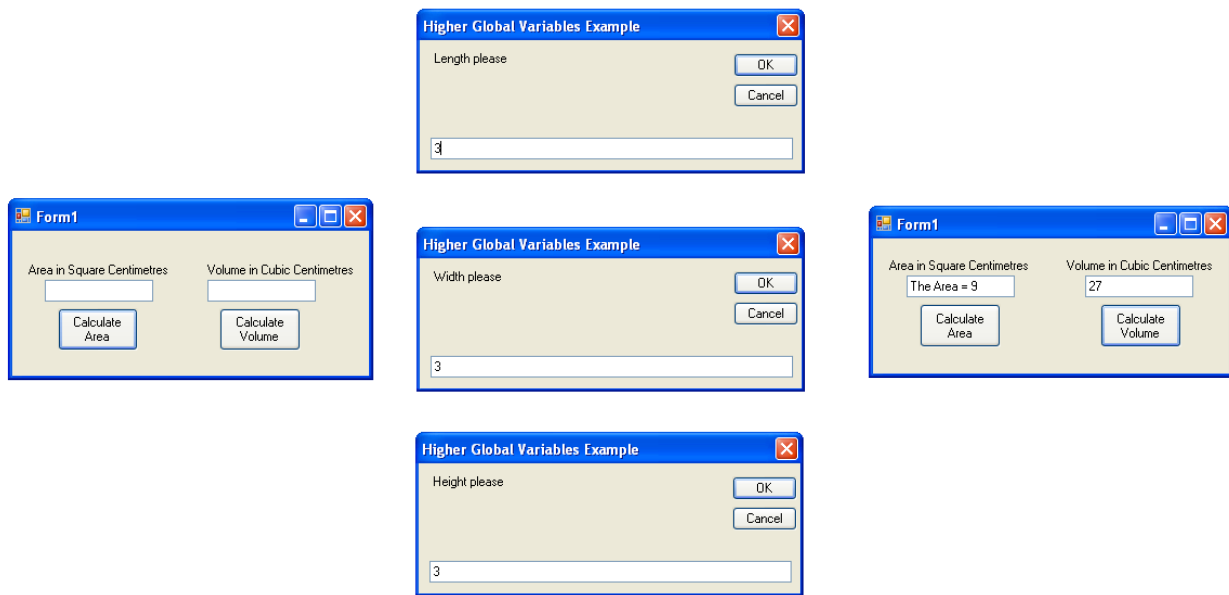 Higher Global Variables Example
Length please
OK
Cancel
3
Form1
Area in Square Centimetres Volume in Cubic Centimetres
Calculate Area
Calculate Volume
Higher Global Variables Example
Width please
OK
Cancel
3
Form1
Area in Square Centimetres Volume in Cubic Centimetres
The Area = 9 27
Calculate Area
Calculate Volume
Higher Global Variables Example
Height please
OK
Cancel
3